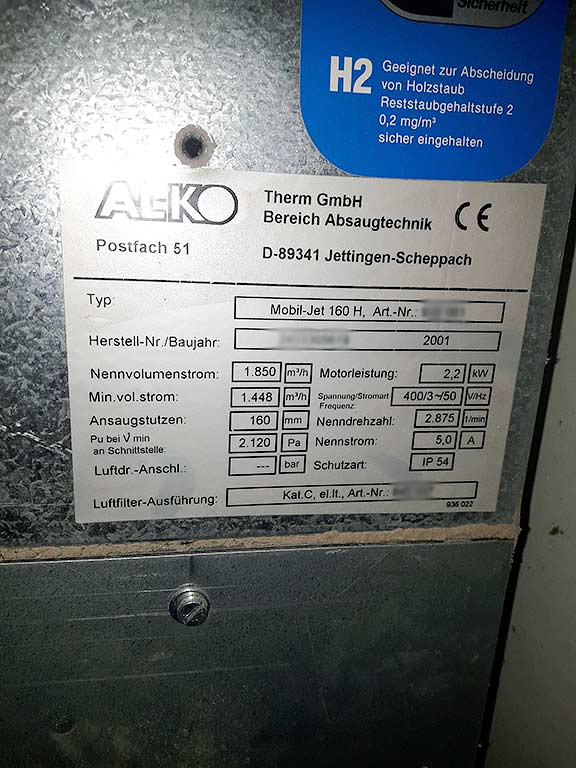 Sicherheit
H2
Geeignet zur Abscheidung
von Holzstaub
Reststaubgehaltstufe 2
0,2 mg/m³
sicher eingehalten
AL-KO
Therm GmbH
Bereich Absaugtechnik
CE
Postfach 51
D-89341 Jettingen-Scheppach
Typ: Mobil-Jet 160 H, Art.-Nr.:
Herstell-Nr./Baujahr: 2001
Nennvolumenstrom: 1.850 m³/h Motorleistung: 2,2 kW
Min.vol.strom: 1.448 m³/h Spannung/Stromart Frequenz: 400/3~/50 V/Hz
Ansaugstutzen: 160 mm Nenndrehzahl: 2.875 1/min
Pu bei V̇ min an Schnittstelle: 2.120 Pa Nennstrom: 5,0 A
Luftdr.-Anschl.: --- bar Schutzart: IP 54
Luftfilter-Ausführung: Kat.C, el.lt., Art.-Nr.:
935 022